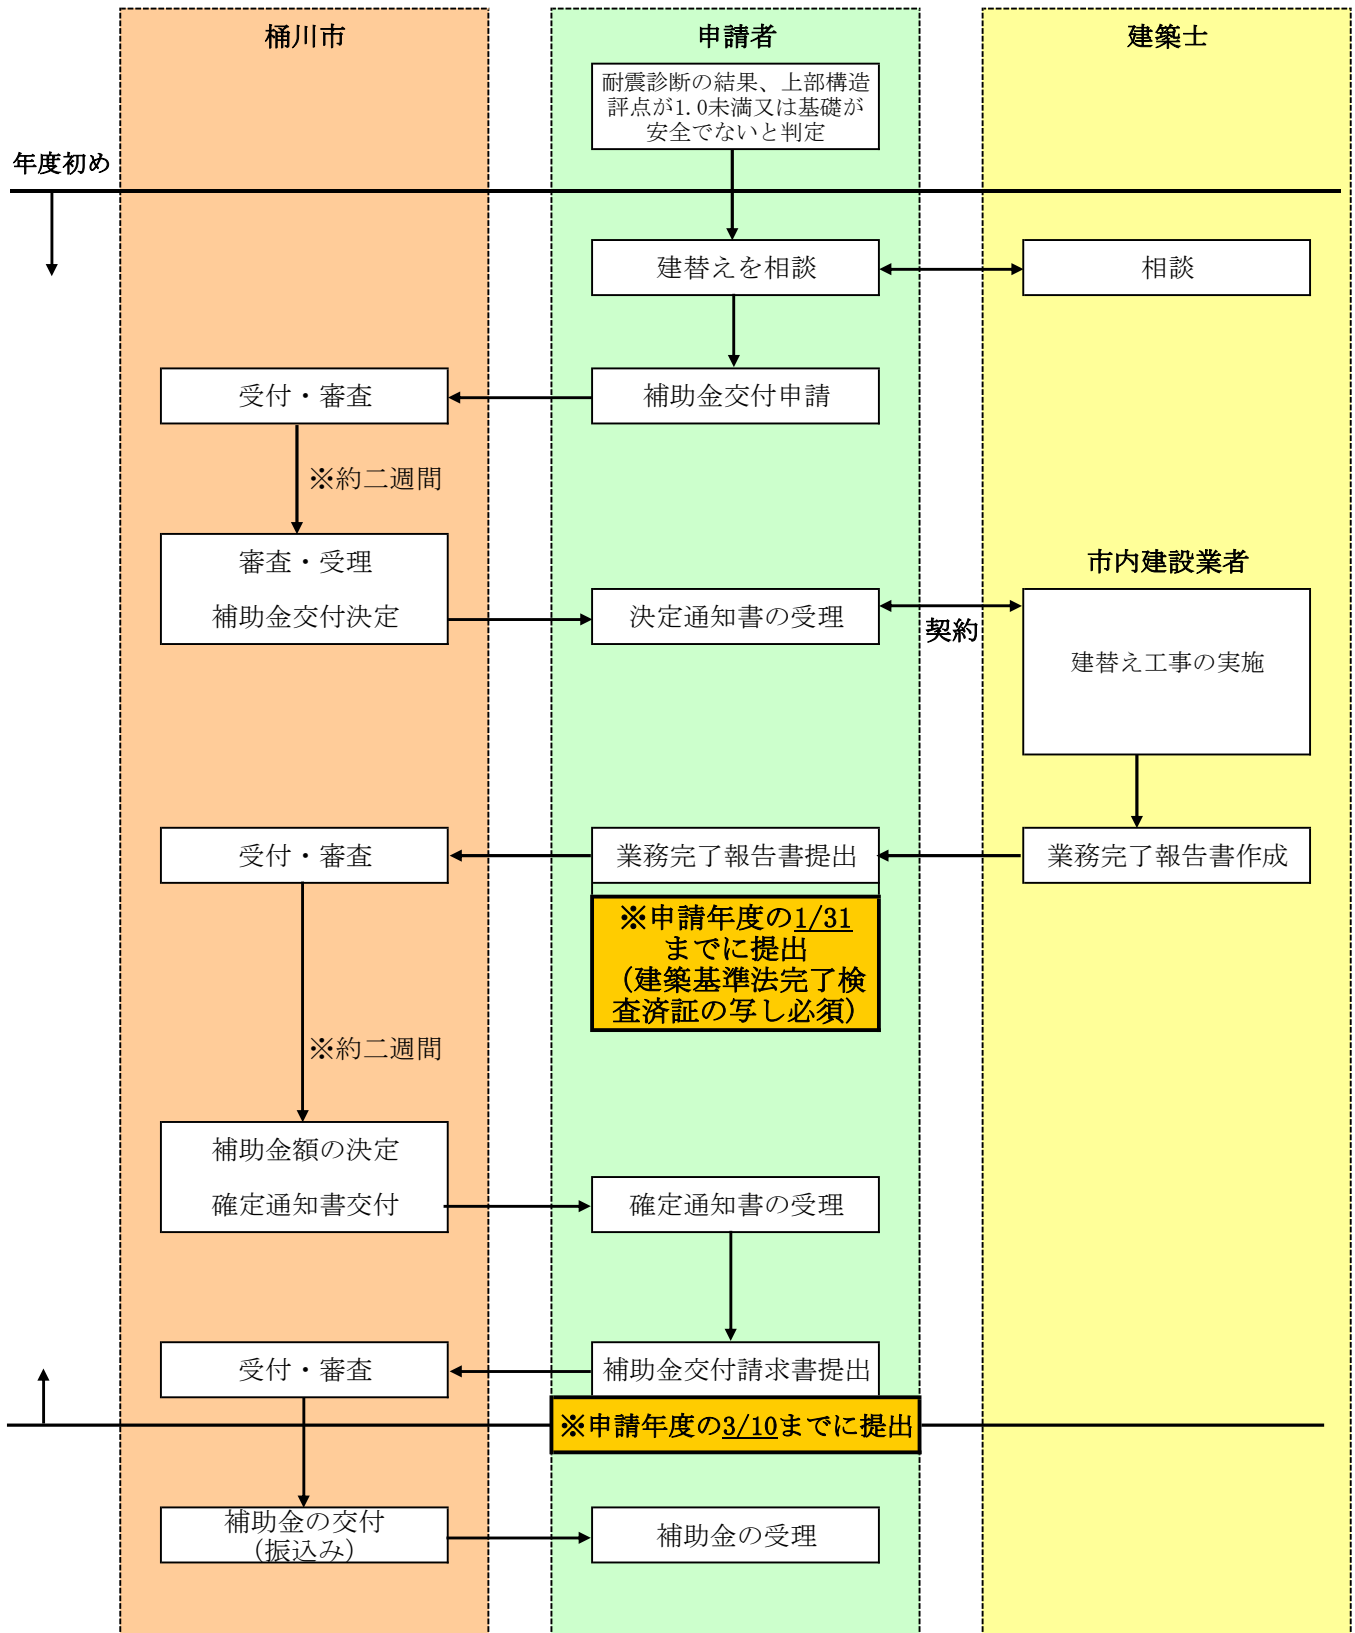 桶川市
申請者
建築士
耐震診断の結果、上部構造
評点が1.0未満又は基礎が
安全でないと判定
年度初め
建替えを相談
相談
受付・審査
補助金交付申請
※約二週間
審査・受理
補助金交付決定
決定通知書の受理
契約
市内建設業者
建替え工事の実施
受付・審査
業務完了報告書提出
業務完了報告書作成
※申請年度の1/31
までに提出
（建築基準法完了検
査済証の写し必須）
※約二週間
補助金額の決定
確定通知書交付
確定通知書の受理
受付・審査
補助金交付請求書提出
※申請年度の3/10までに提出
補助金の交付
（振込み）
補助金の受理